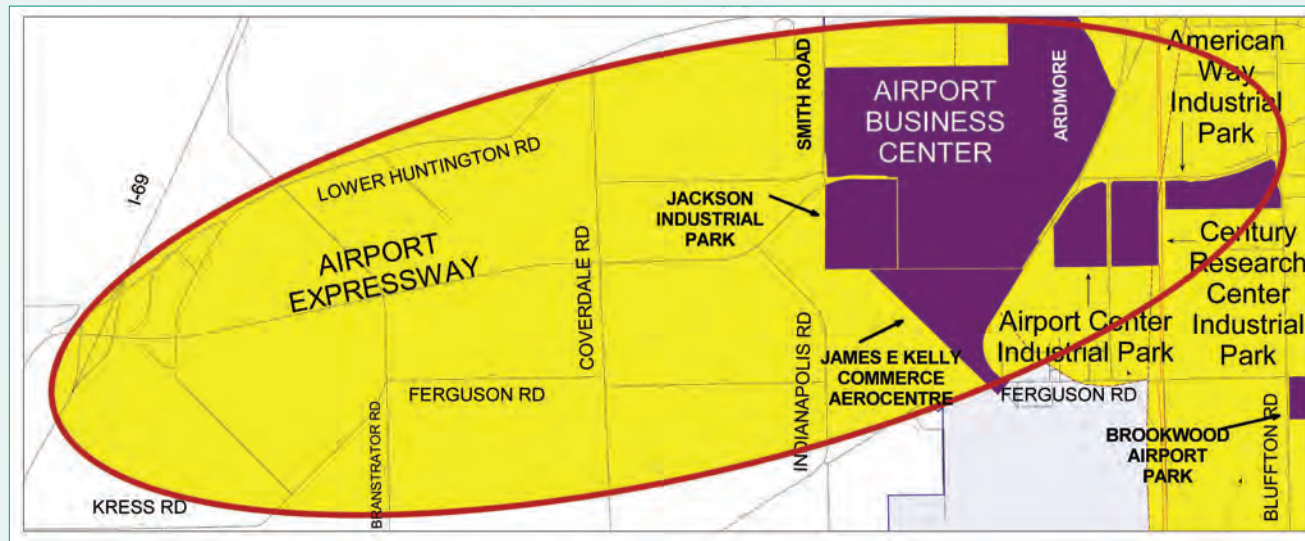 I-69
LOWER HUNTINGTON RD
AIRPORT
EXPRESSWAY
KRESS RD
BRANSTRATOR RD
FERGUSON RD
COVERDALE RD
JACKSON
INDUSTRIAL
PARK
SMITH ROAD
INDIANAPOLIS RD
AIRPORT
BUSINESS
CENTER
ARDMORE
JAMES E KELLY
COMMERCE
AEROCENTRE
American
Way
Industrial
Park
Century
Research
Center
Industrial
Park
Airport Center
Industrial Park
FERGUSON RD
BROOKWOOD
AIRPORT
PARK
BLUFFTON RD